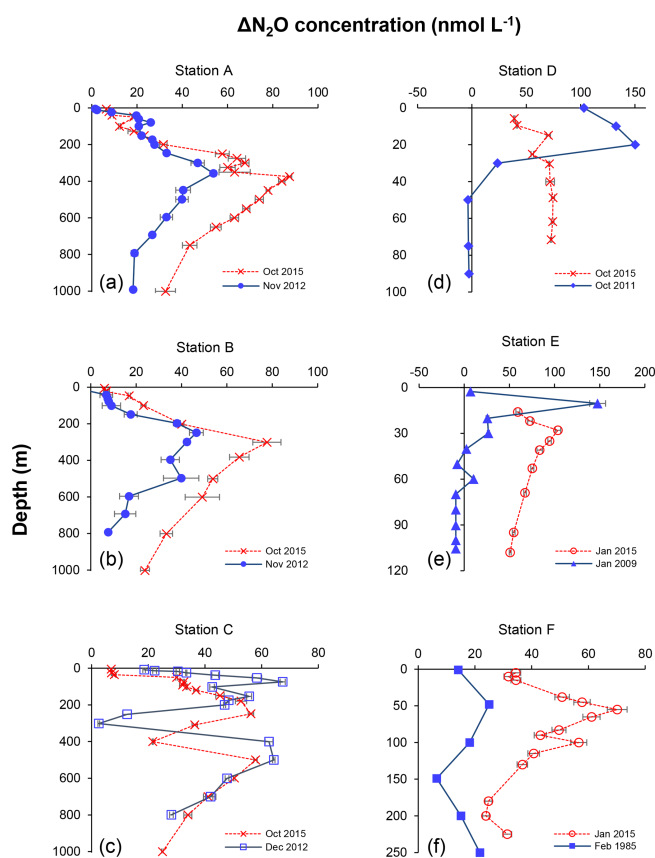 ΔN₂O concentration (nmol L⁻¹)
Station A
0 20 40 60 80 100
0
200
400
600
800
1000
(a)
Oct 2015
Nov 2012
Station D
-50 0 50 100 150
0
20
40
60
80
100
(d)
Oct 2015
Oct 2011
Station B
0 20 40 60 80 100
0
200
400
600
800
1000
(b)
Oct 2015
Nov 2012
Station E
-50 0 50 100 150 200
0
30
60
90
120
(e)
Jan 2015
Jan 2009
Depth (m)
Station C
0 20 40 60 80
0
200
400
600
800
1000
(c)
Oct 2015
Dec 2012
Station F
0 20 40 60 80
0
50
100
150
200
250
(f)
Jan 2015
Feb 1985